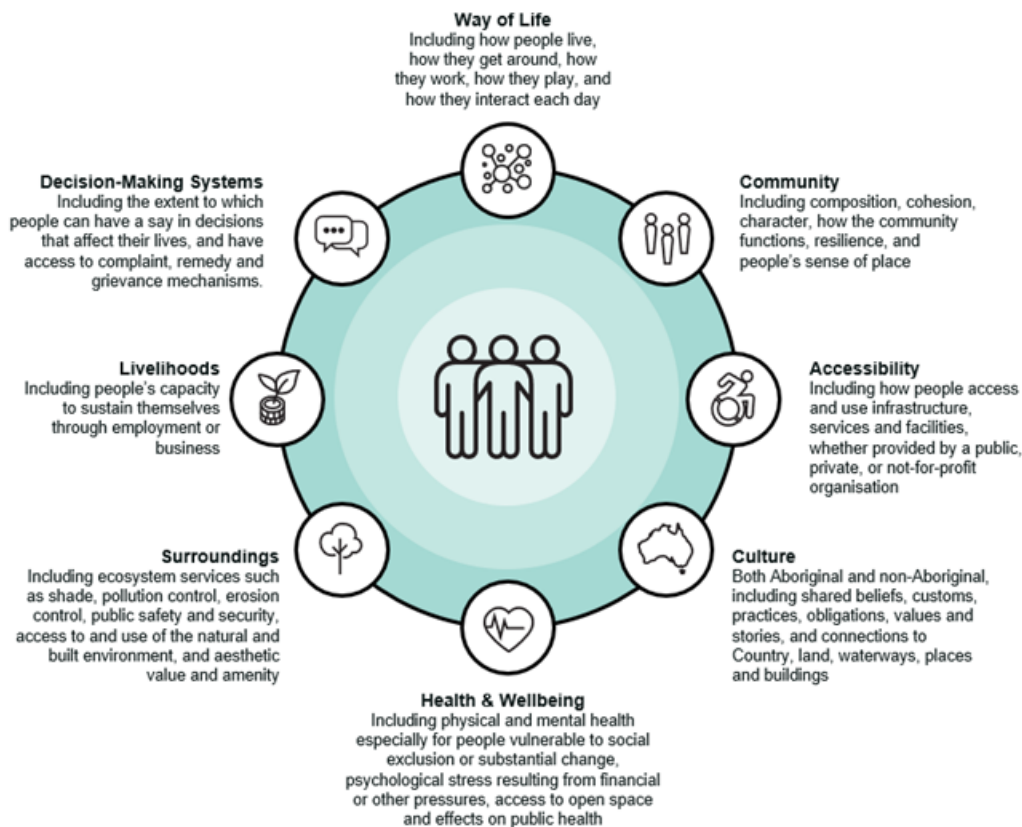 Way of Life
Including how people live,
how they get around, how
they work, how they play, and
how they interact each day
Community
Including composition, cohesion,
character, how the community
functions, resilience, and
people's sense of place
Accessibility
Including how people access
and use infrastructure,
services and facilities,
whether provided by a public,
private, or not-for-profit
organisation
Culture
Both Aboriginal and non-Aboriginal,
including shared beliefs, customs,
practices, obligations, values and
stories, and connections to
Country, land, waterways, places
and buildings
Health & Wellbeing
Including physical and mental health
especially for people vulnerable to social
exclusion or substantial change,
psychological stress resulting from financial
or other pressures, access to open space
and effects on public health
Surroundings
Including ecosystem services such
as shade, pollution control, erosion
control, public safety and security,
access to and use of the natural and
built environment, and aesthetic
value and amenity
Livelihoods
Including people's capacity
to sustain themselves
through employment or
business
Decision-Making Systems
Including the extent to which
people can have a say in decisions
that affect their lives, and have
access to complaint, remedy and
grievance mechanisms.